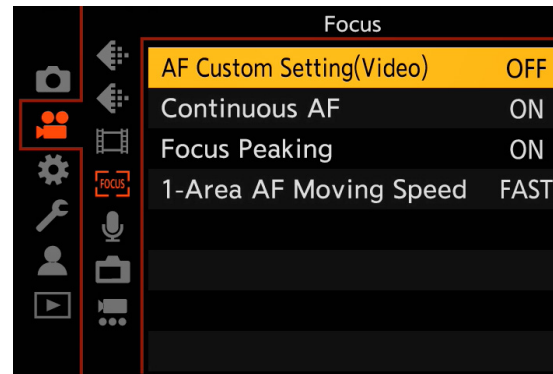 Focus
AF Custom Setting(Video) OFF
Continuous AF ON
Focus Peaking ON
FOCUS
1-Area AF Moving Speed FAST